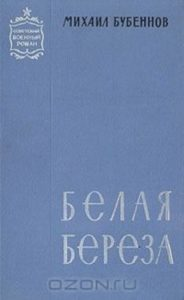 СОВЕТСКИЙ
ВОЕННЫЙ
РОМАН
МИХАИЛ БУБЕННОВ
БЕЛАЯ
БЕРЕЗА
OZON.RU